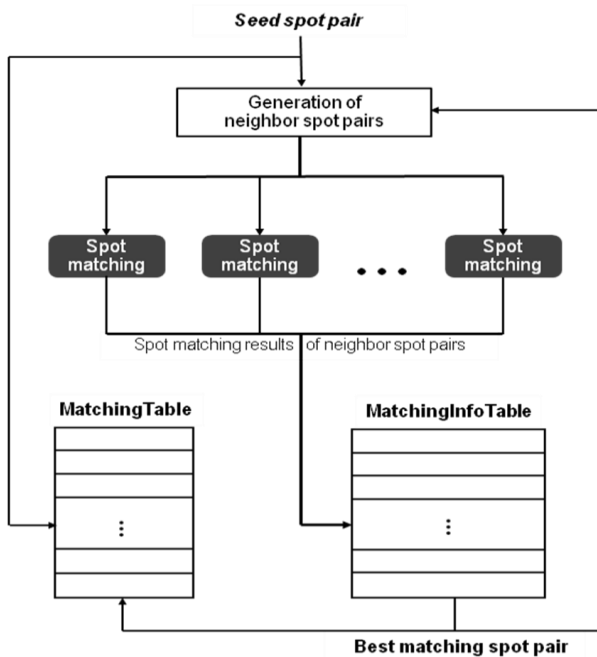 Seed spot pair
Generation of
neighbor spot pairs
Spot
matching
Spot
matching
• • •
Spot
matching
Spot matching results of neighbor spot pairs
MatchingTable
MatchingInfoTable
Best matching spot pair